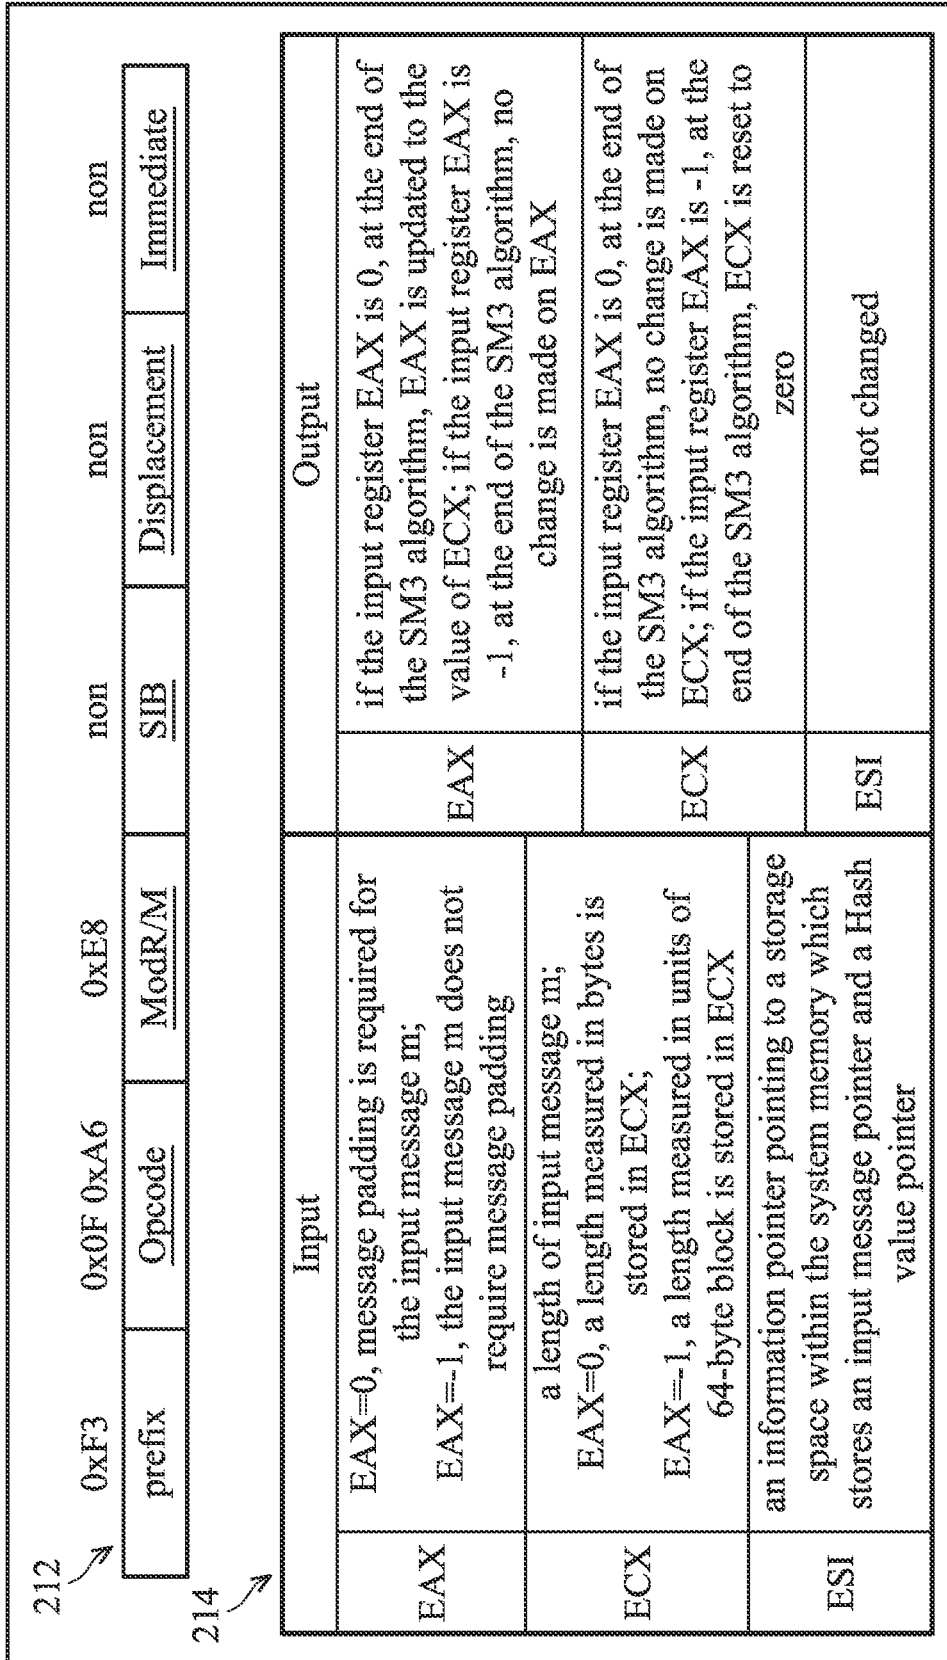 212
0xF3
0x0F 0xA6
0xE8
non
non
non
prefix
Opcode
ModR/M
SIB
Displacement
Immediate
214
Input
Output
EAX
EAX=0, message padding is required for
the input message m;
EAX=-1, the input message m does not
require message padding
EAX
if the input register EAX is 0, at the end of
the SM3 algorithm, EAX is updated to the
value of ECX; if the input register EAX is
-1, at the end of the SM3 algorithm, no
change is made on EAX
ECX
a length of input message m;
EAX=0, a length measured in bytes is
stored in ECX;
EAX=-1, a length measured in units of
64-byte block is stored in ECX
ECX
if the input register EAX is 0, at the end of
the SM3 algorithm, no change is made on
ECX; if the input register EAX is -1, at the
end of the SM3 algorithm, ECX is reset to
zero
ESI
an information pointer pointing to a storage
space within the system memory which
stores an input message pointer and a Hash
value pointer
ESI
not changed